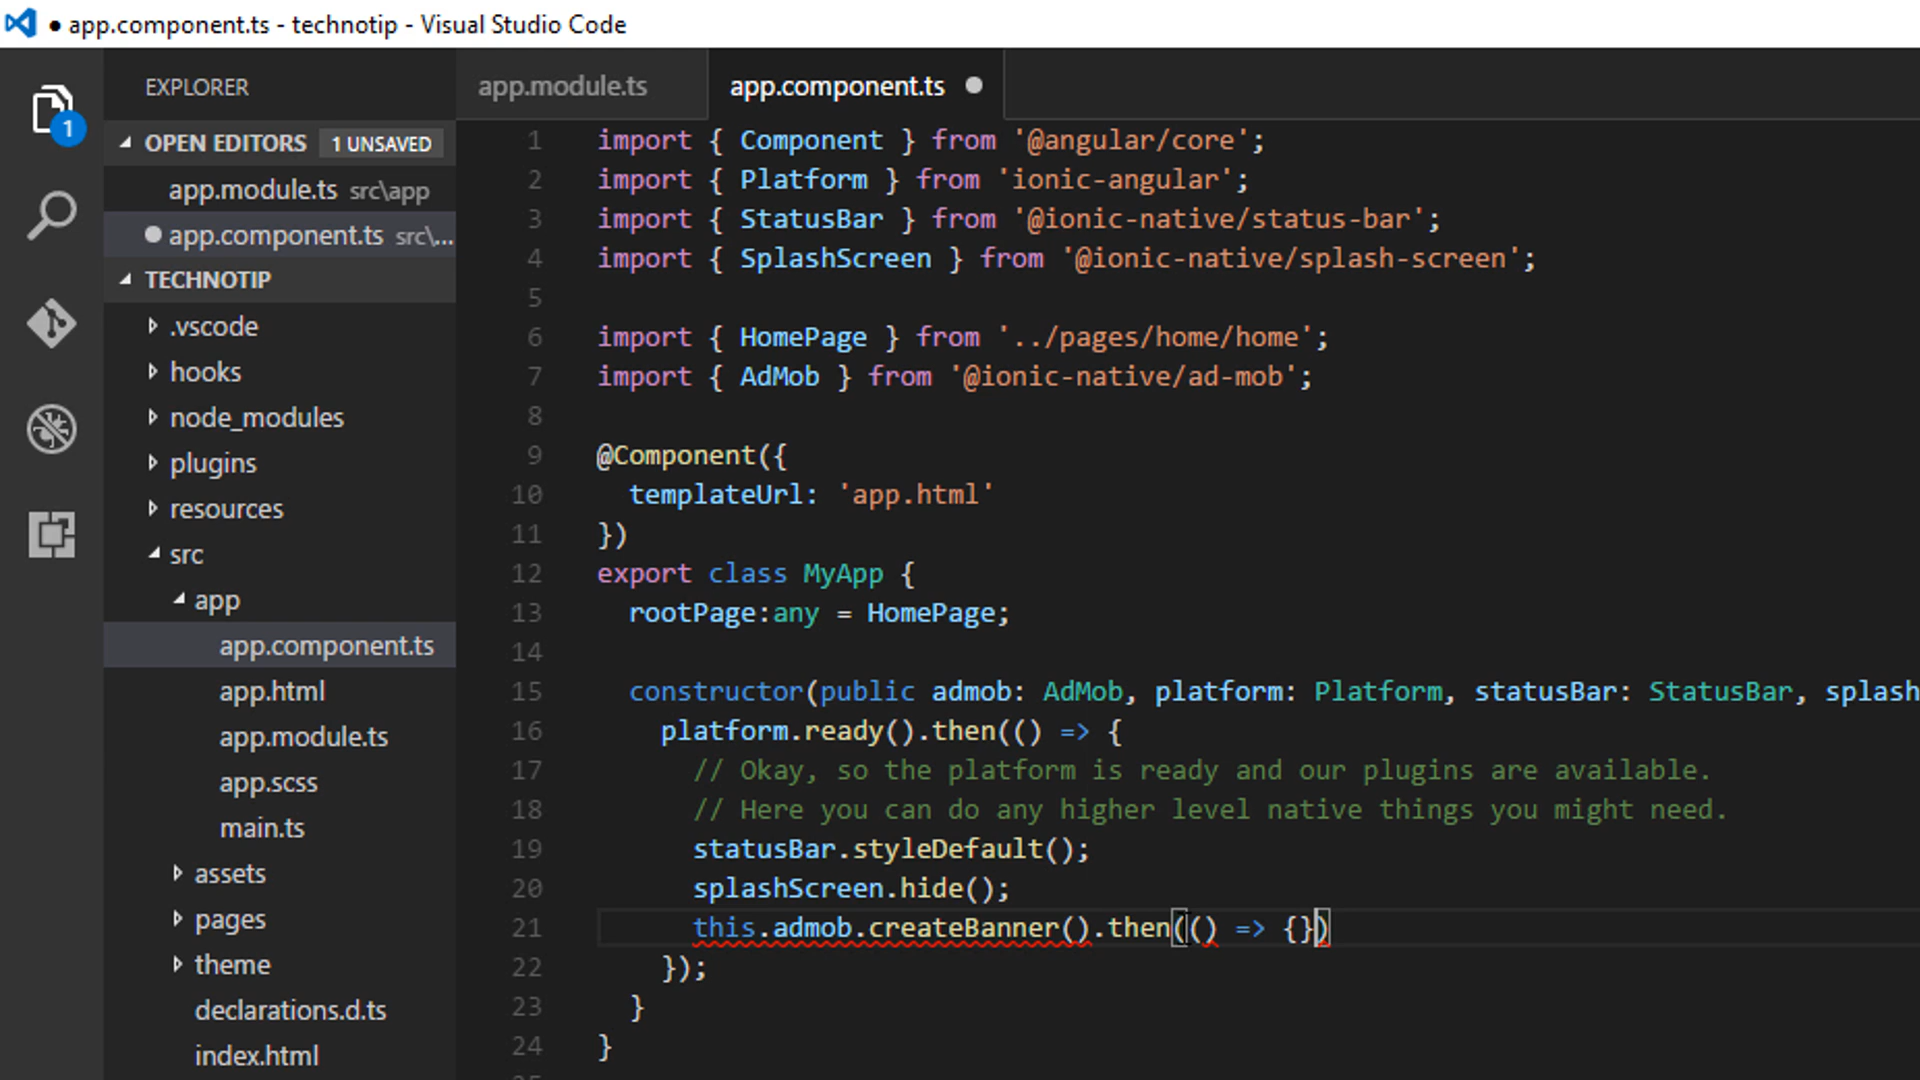 ● app.component.ts - technotip - Visual Studio Code
EXPLORER
OPEN EDITORS 1 UNSAVED
app.module.ts src\app
app.component.ts src\...
TECHNOTIP
.vscode
hooks
node_modules
plugins
resources
src
app
app.component.ts
app.html
app.module.ts
app.scss
main.ts
assets
pages
theme
declarations.d.ts
index.html
1
app.module.ts app.component.ts
1 import { Component } from '@angular/core';
2 import { Platform } from 'ionic-angular';
3 import { StatusBar } from '@ionic-native/status-bar';
4 import { SplashScreen } from '@ionic-native/splash-screen';
5
6 import { HomePage } from '../pages/home/home';
7 import { AdMob } from '@ionic-native/ad-mob';
8
9 @Component({
10 templateUrl: 'app.html'
11 })
12 export class MyApp {
13 rootPage:any = HomePage;
14
15 constructor(public admob: AdMob, platform: Platform, statusBar: StatusBar, splash
16 platform.ready().then(() => {
17 // Okay, so the platform is ready and our plugins are available.
18 // Here you can do any higher level native things you might need.
19 statusBar.styleDefault();
20 splashScreen.hide();
21 this.admob.createBanner().then(() => {})
22 });
23 }
24 }